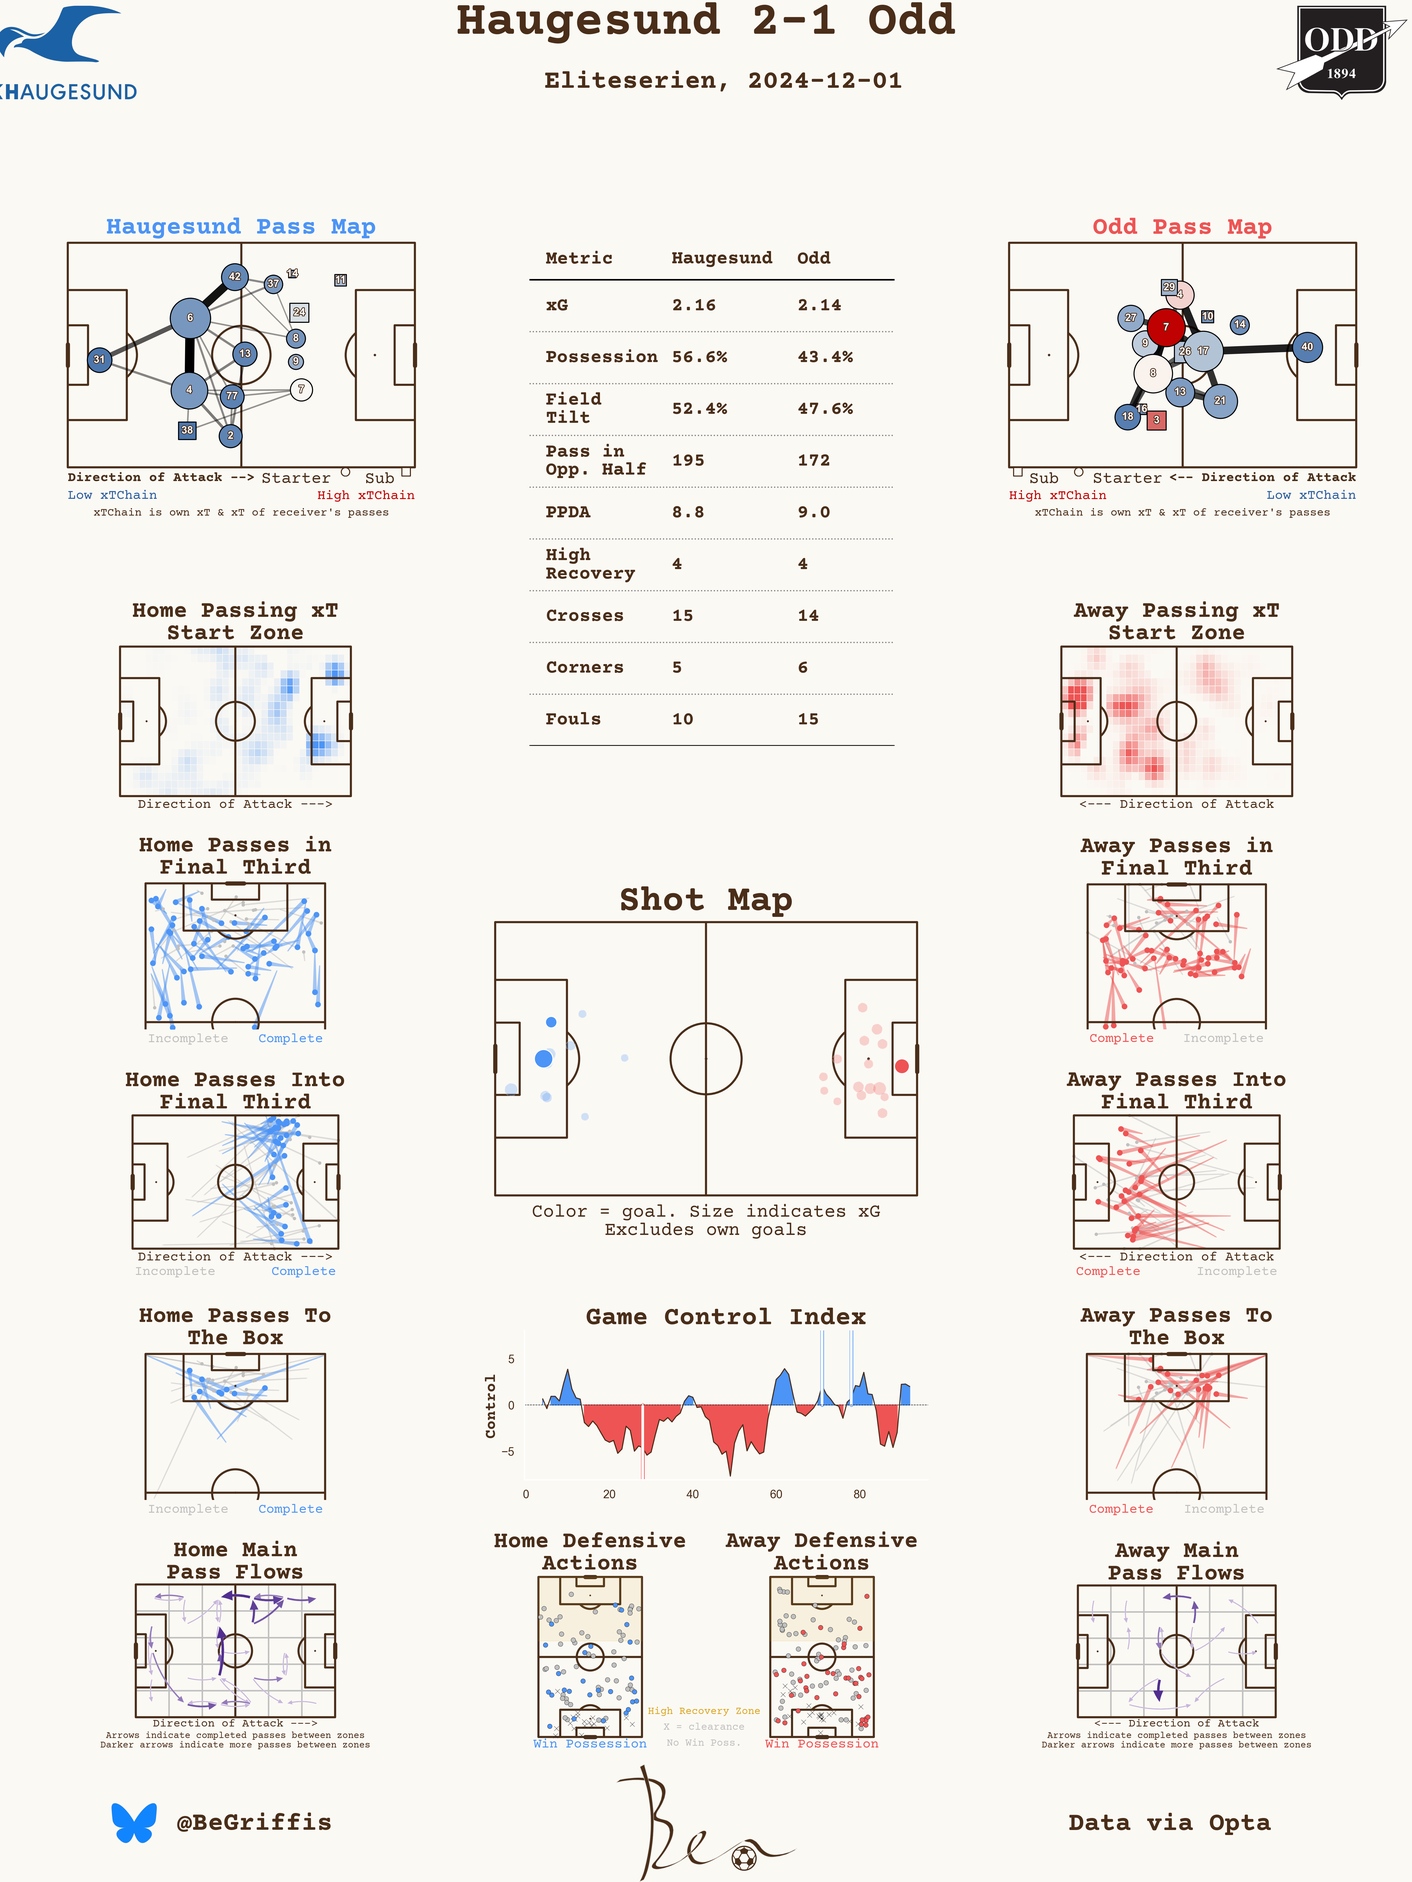 Haugesund 2-1 Odd
Eliteserien, 2024-12-01
KHAUGESUND
ODD
1894
Haugesund Pass Map
42
37
14
11
6
24
8
31
13
9
4
77
7
38
2
Direction of Attack --> Starter Sub
Low xTChain High xTChain
xTChain is own xT & xT of receiver's passes
Metric Haugesund Odd
xG 2.16 2.14
Possession 56.6% 43.4%
Field
Tilt 52.4% 47.6%
Pass in
Opp. Half 195 172
PPDA 8.8 9.0
High
Recovery 4 4
Crosses 15 14
Corners 5 6
Fouls 10 15
Odd Pass Map
29
4
27
7
10
14
9
26
17
40
8
13
21
18
16
3
Sub Starter <-- Direction of Attack
High xTChain Low xTChain
xTChain is own xT & xT of receiver's passes
Home Passing xT
Start Zone
Direction of Attack --->
Away Passing xT
Start Zone
<--- Direction of Attack
Home Passes in
Final Third
Incomplete Complete
Away Passes in
Final Third
Complete Incomplete
Shot Map
Color = goal. Size indicates xG
Excludes own goals
Home Passes Into
Final Third
Direction of Attack --->
Incomplete Complete
Away Passes Into
Final Third
<--- Direction of Attack
Complete Incomplete
Home Passes To
The Box
Incomplete Complete
Game Control Index
Control
5
0
−5
0 20 40 60 80
Away Passes To
The Box
Complete Incomplete
Home Main
Pass Flows
Direction of Attack --->
Arrows indicate completed passes between zones
Darker arrows indicate more passes between zones
Home Defensive
Actions
Win Possession
Away Defensive
Actions
Win Possession
High Recovery Zone
X = clearance
No Win Poss.
Away Main
Pass Flows
<--- Direction of Attack
Arrows indicate completed passes between zones
Darker arrows indicate more passes between zones
@BeGriffis
Data via Opta